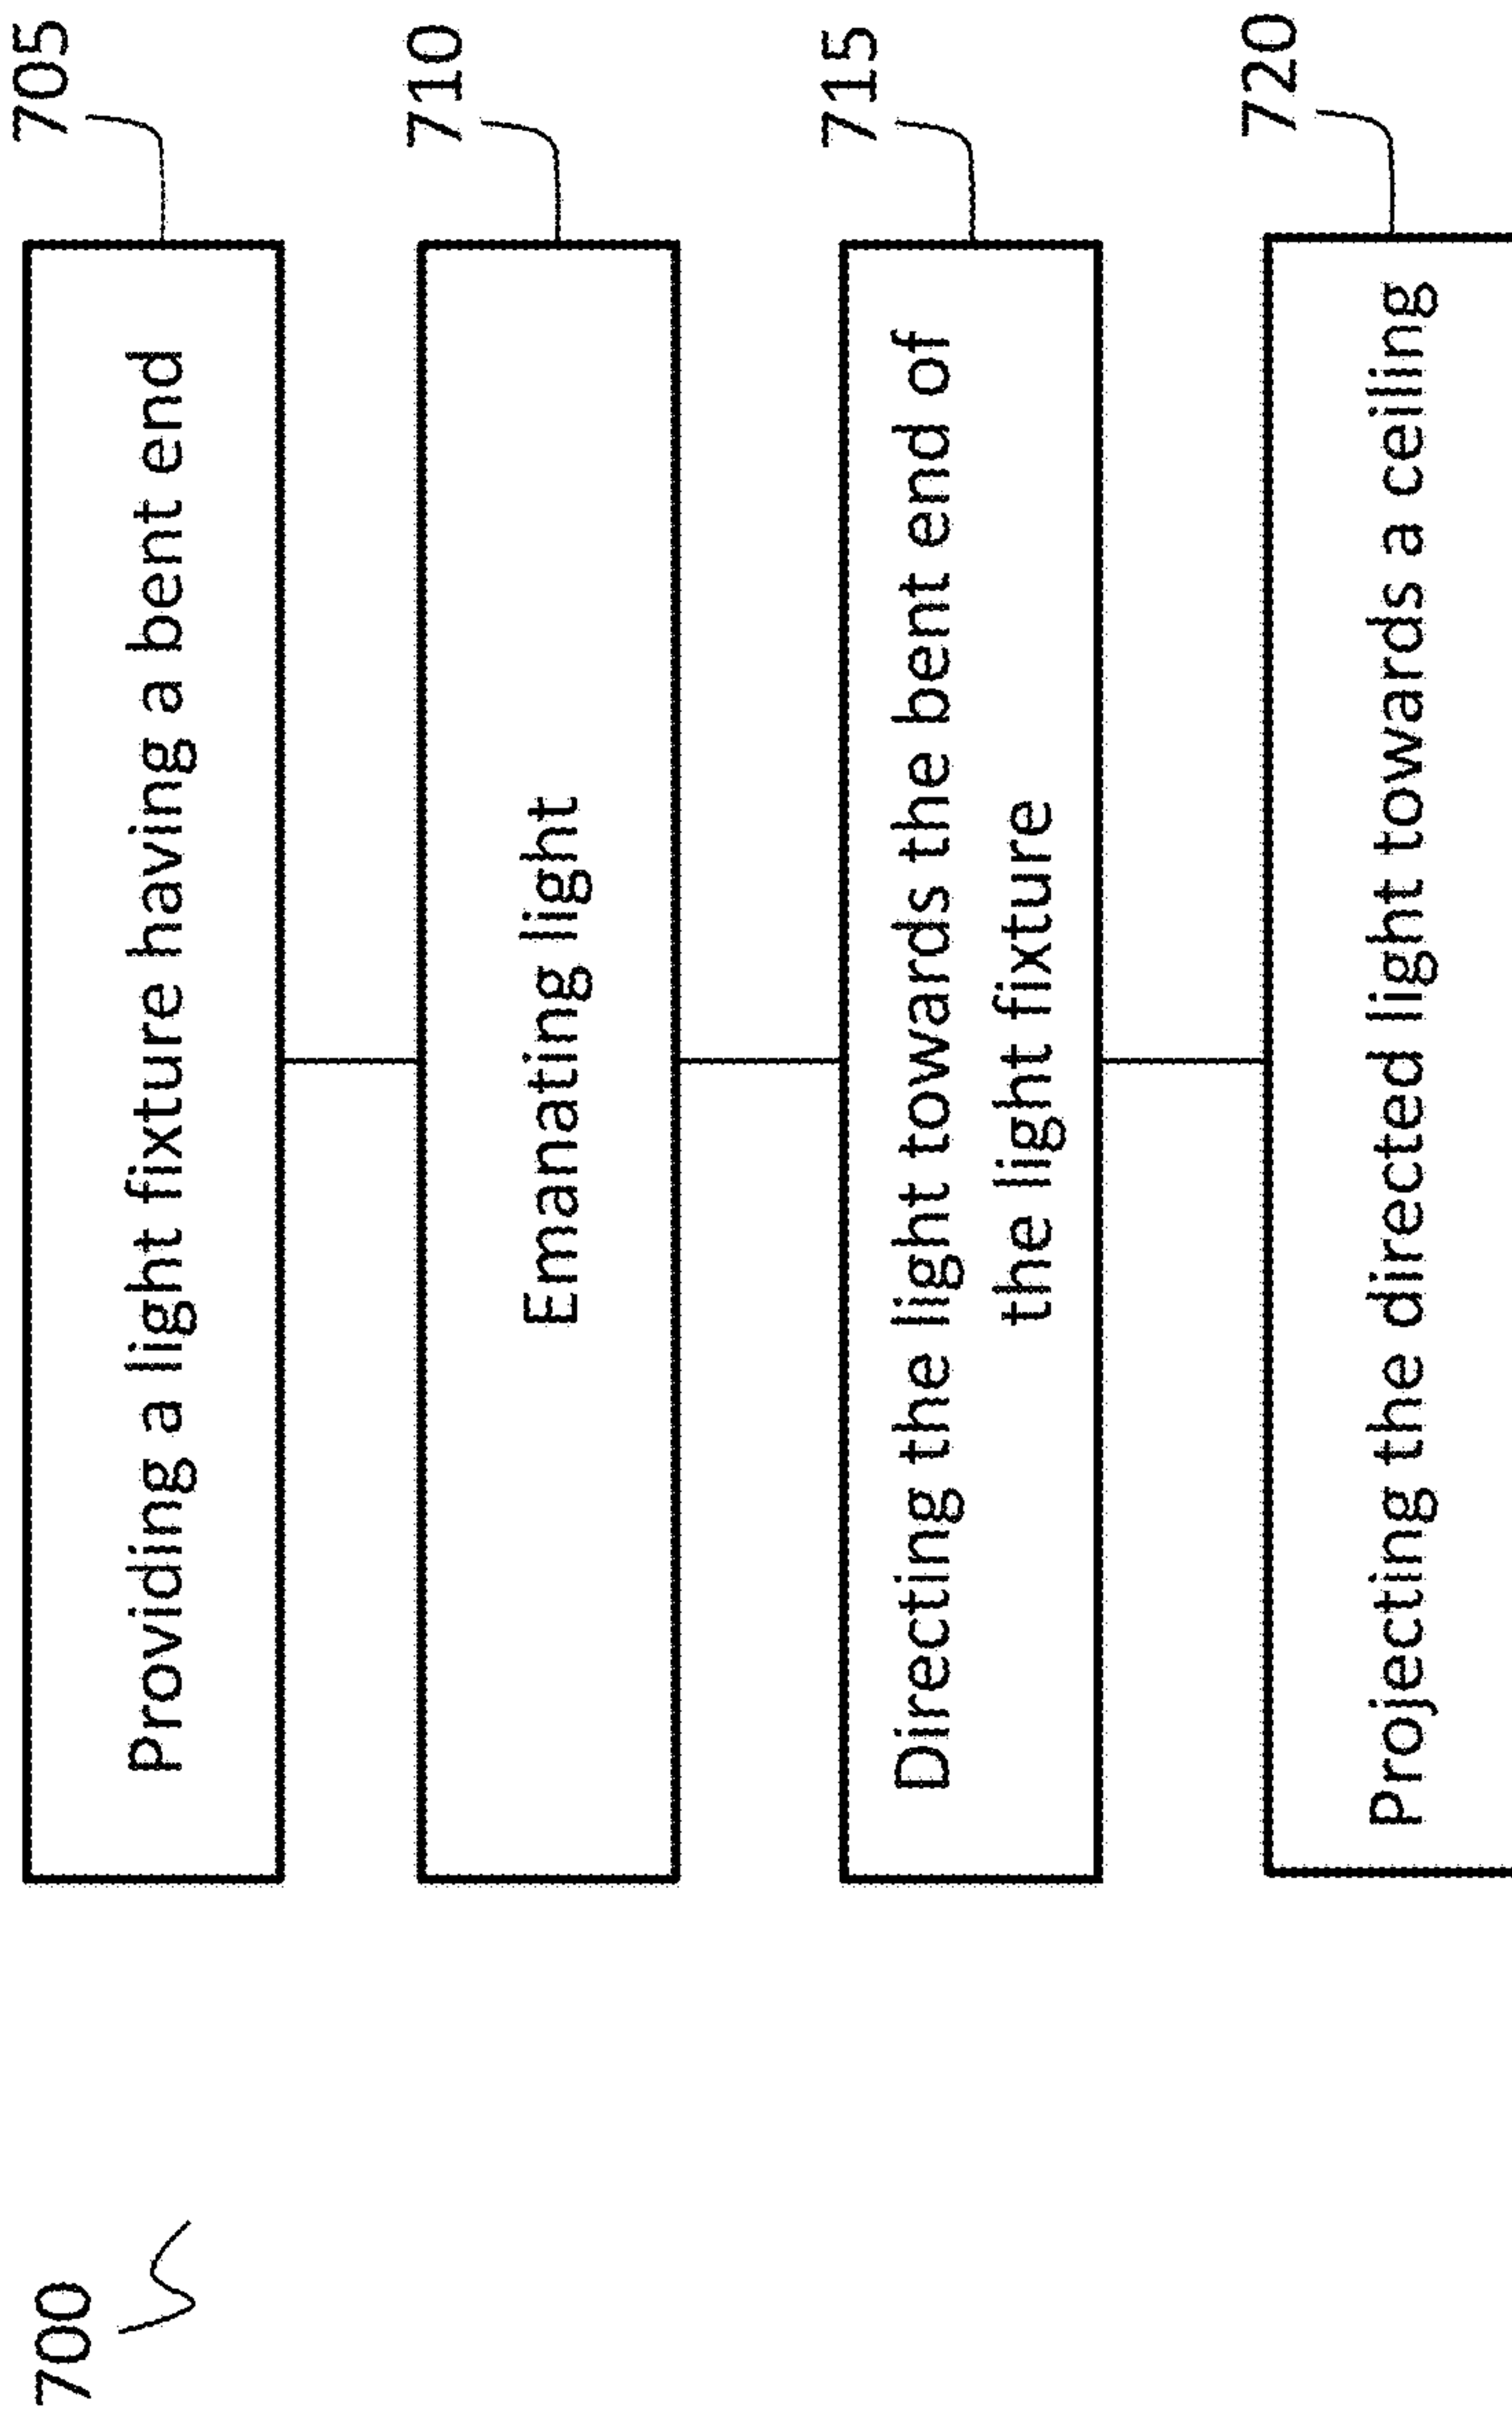 700
705
Providing a light fixture having a bent end
710
Emanating light
715
Directing the light towards the bent end of
the light fixture
720
Projecting the directed light towards a ceiling